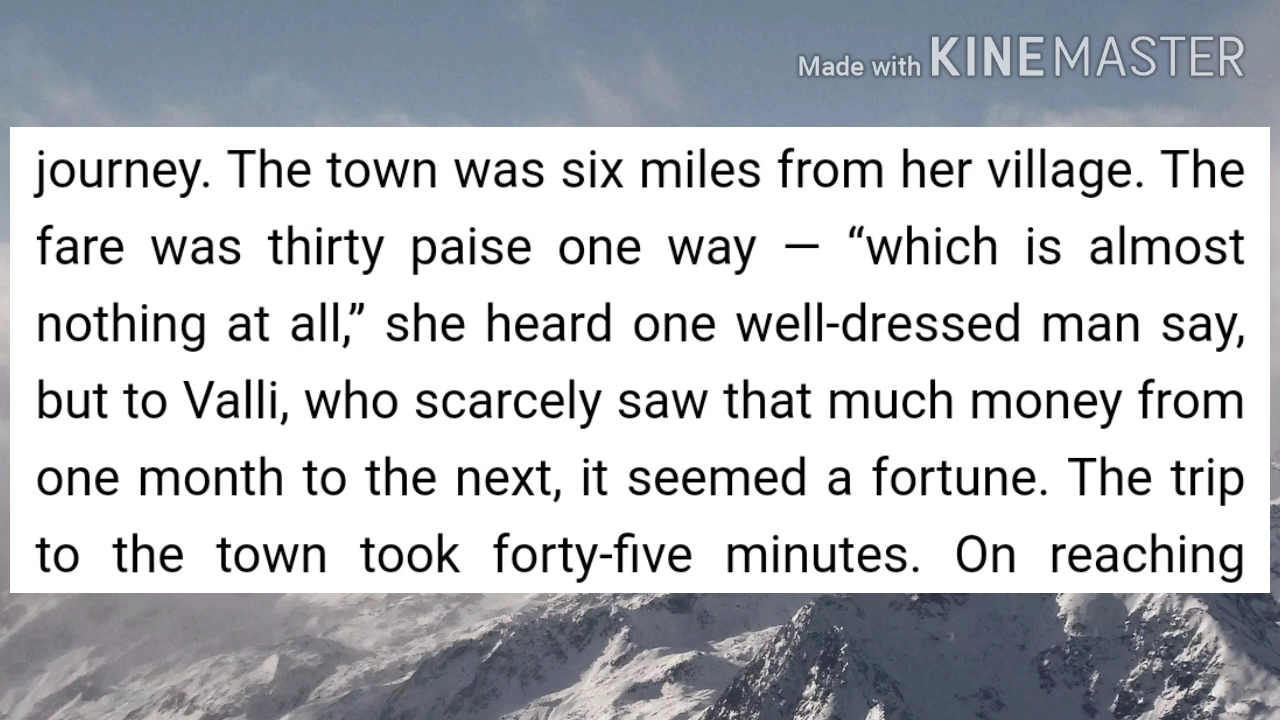 Made with KINEMASTER
journey. The town was six miles from her village. The
fare was thirty paise one way — “which is almost
nothing at all,” she heard one well-dressed man say,
but to Valli, who scarcely saw that much money from
one month to the next, it seemed a fortune. The trip
to the town took forty-five minutes. On reaching